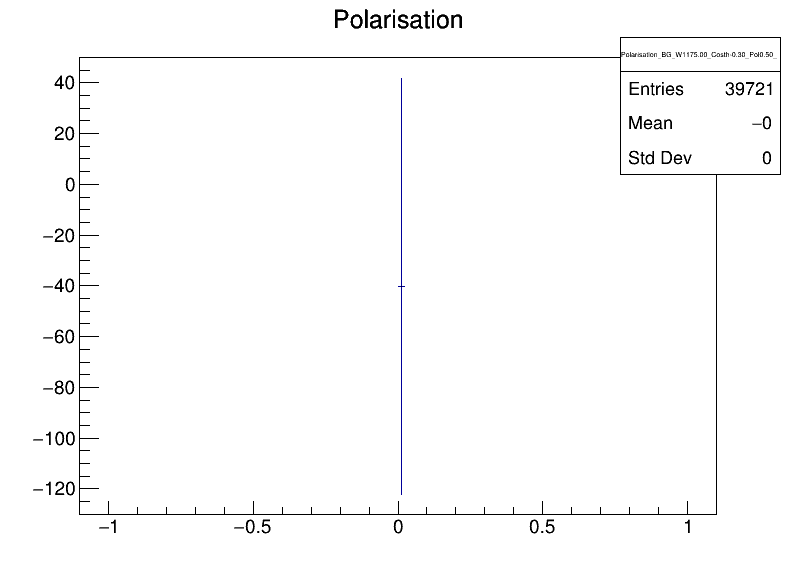 Polarisation
Polarisation_BG_W1175.00_Costh-0.30_Pol0.50_
Entries 39721
Mean −0
Std Dev 0
40
20
0
−20
−40
−60
−80
−100
−120
−1 −0.5 0 0.5 1